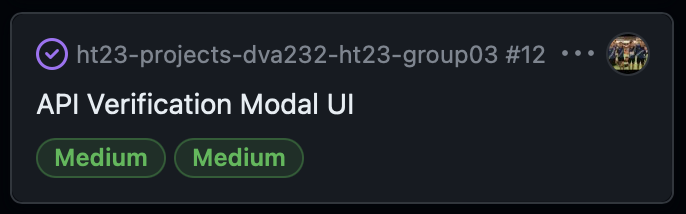 ht23-projects-dva232-ht23-group03 #12
API Verification Modal UI
Medium Medium